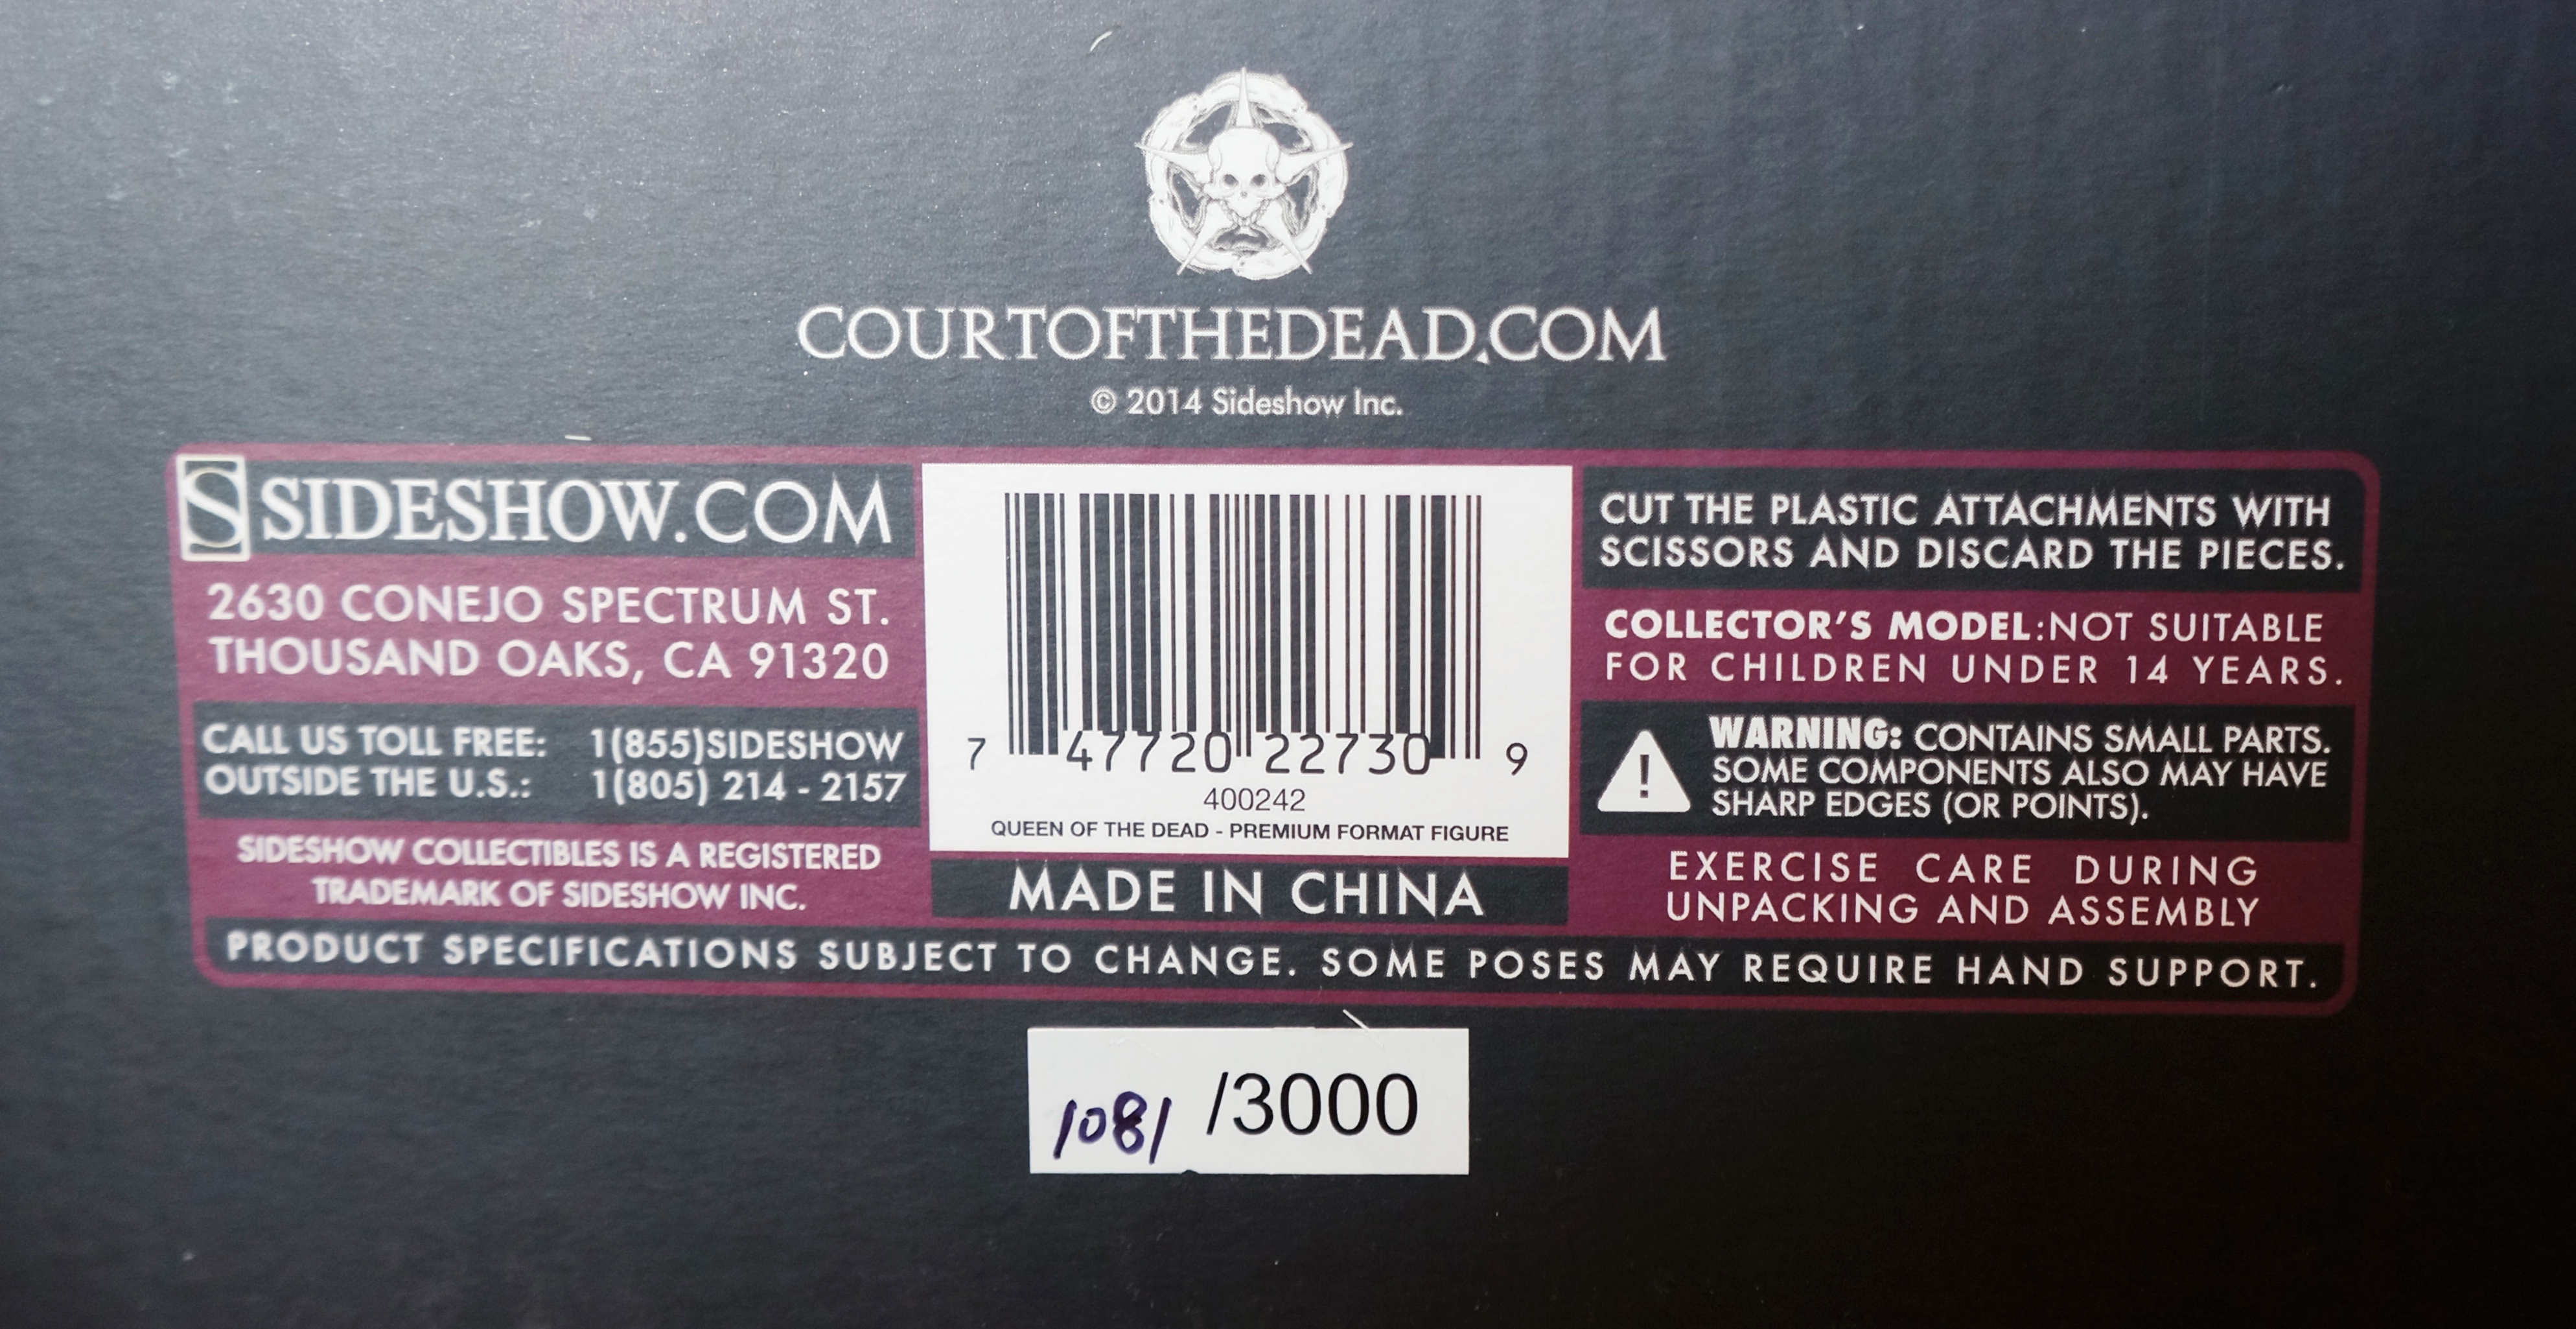 COURTOFTHEDEAD.COM
© 2014 Sideshow Inc.
S SIDESHOW.COM
2630 CONEJO SPECTRUM ST.
THOUSAND OAKS, CA 91320
CALL US TOLL FREE: 1(855)SIDESHOW
OUTSIDE THE U.S.: 1(805) 214 - 2157
SIDESHOW COLLECTIBLES IS A REGISTERED
TRADEMARK OF SIDESHOW INC.
7 47720 22730 9
400242
QUEEN OF THE DEAD - PREMIUM FORMAT FIGURE
MADE IN CHINA
CUT THE PLASTIC ATTACHMENTS WITH
SCISSORS AND DISCARD THE PIECES.
COLLECTOR'S MODEL:NOT SUITABLE
FOR CHILDREN UNDER 14 YEARS.
! WARNING: CONTAINS SMALL PARTS.
SOME COMPONENTS ALSO MAY HAVE
SHARP EDGES (OR POINTS).
EXERCISE CARE DURING
UNPACKING AND ASSEMBLY
PRODUCT SPECIFICATIONS SUBJECT TO CHANGE. SOME POSES MAY REQUIRE HAND SUPPORT.
1081 /3000